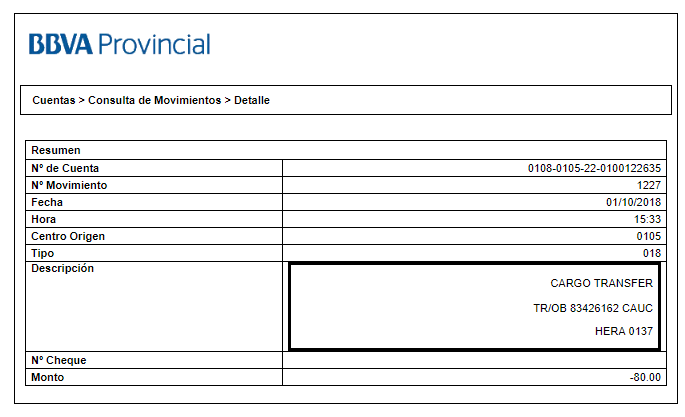 BBVA Provincial
Cuentas > Consulta de Movimientos > Detalle
Resumen
Nº de Cuenta 0108-0105-22-0100122635
Nº Movimiento 1227
Fecha 01/10/2018
Hora 15:33
Centro Origen 0105
Tipo 018
Descripción
CARGO TRANSFER
TR/OB 83426162 CAUC
HERA 0137
Nº Cheque
Monto -80.00